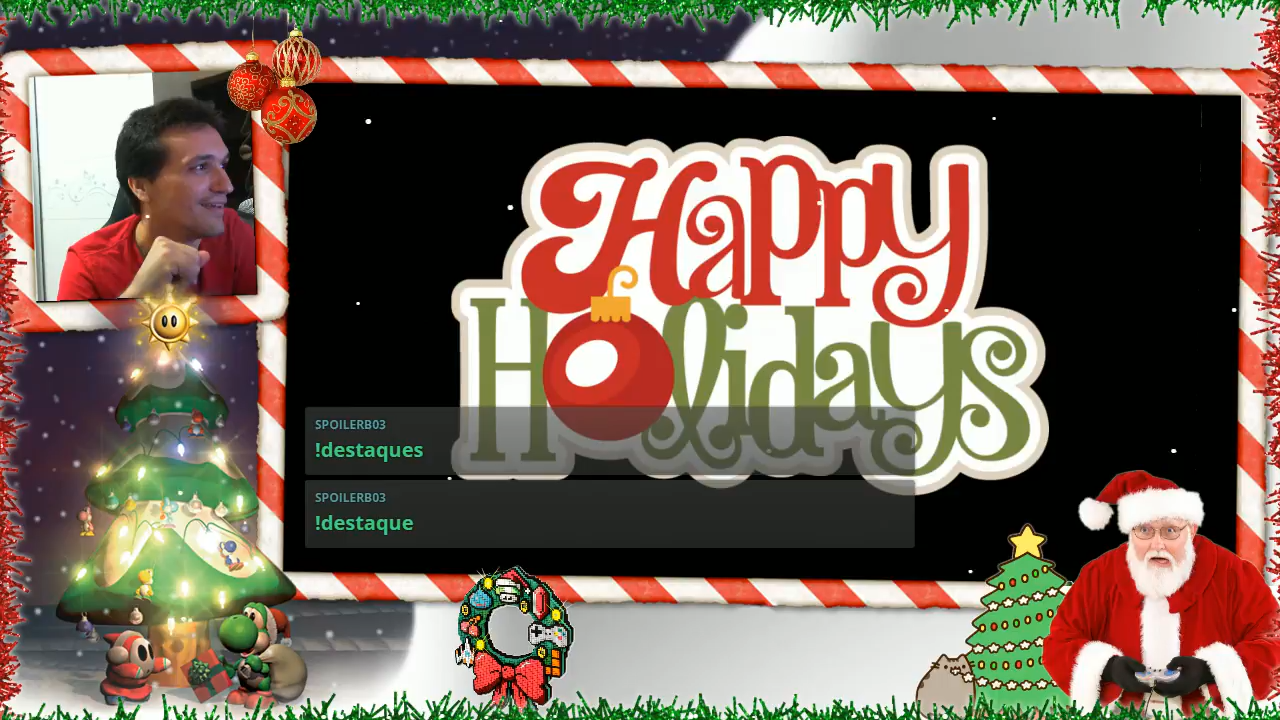 Happy
Holidays
SPOILERB03
!destaques
SPOILERB03
!destaque